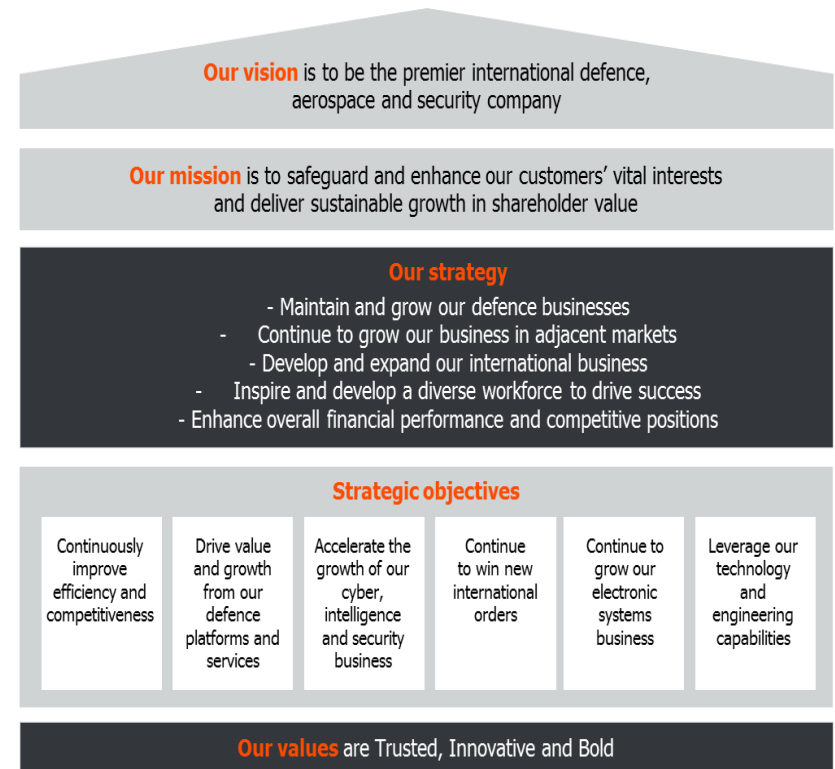 Our vision is to be the premier international defence,
aerospace and security company
Our mission is to safeguard and enhance our customers’ vital interests
and deliver sustainable growth in shareholder value
Our strategy
- Maintain and grow our defence businesses
- Continue to grow our business in adjacent markets
- Develop and expand our international business
- Inspire and develop a diverse workforce to drive success
- Enhance overall financial performance and competitive positions
Strategic objectives
Continuously
improve
efficiency and
competitiveness
Drive value
and growth
from our
defence
platforms and
services
Accelerate the
growth of our
cyber,
intelligence
and security
business
Continue
to win new
international
orders
Continue to
grow our
electronic
systems
business
Leverage our
technology
and
engineering
capabilities
Our values are Trusted, Innovative and Bold